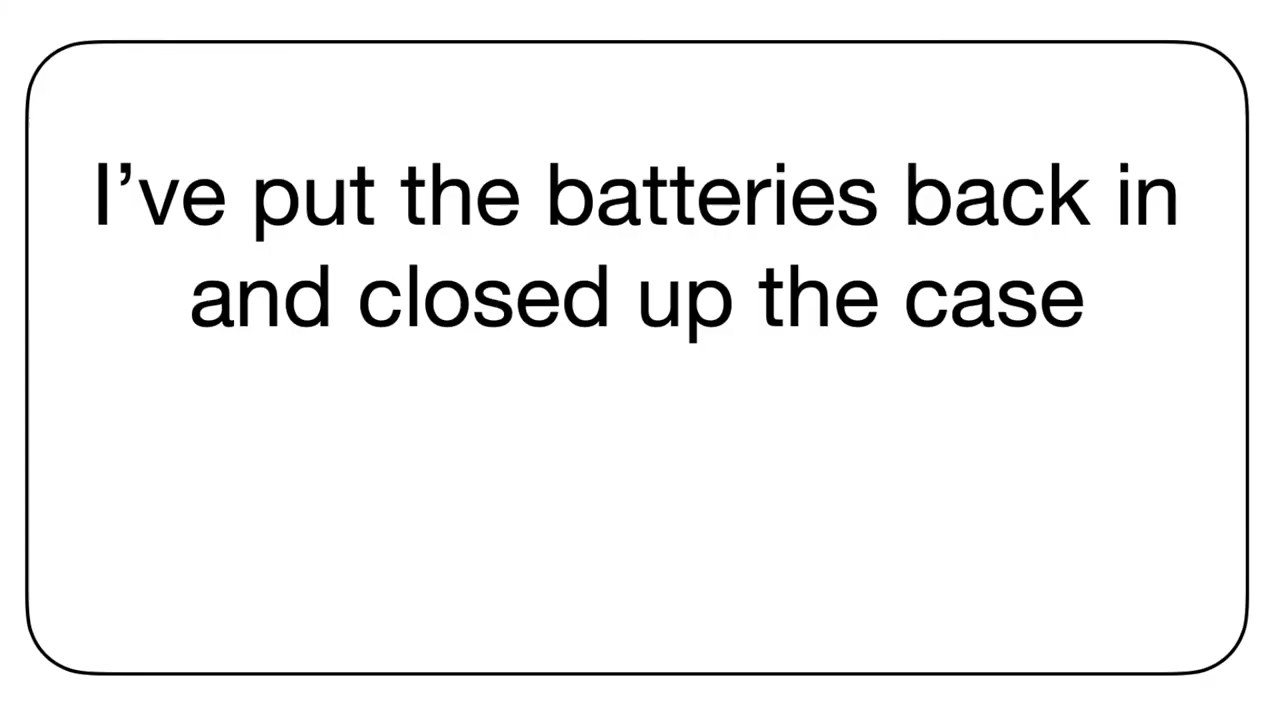 I’ve put the batteries back in
and closed up the case